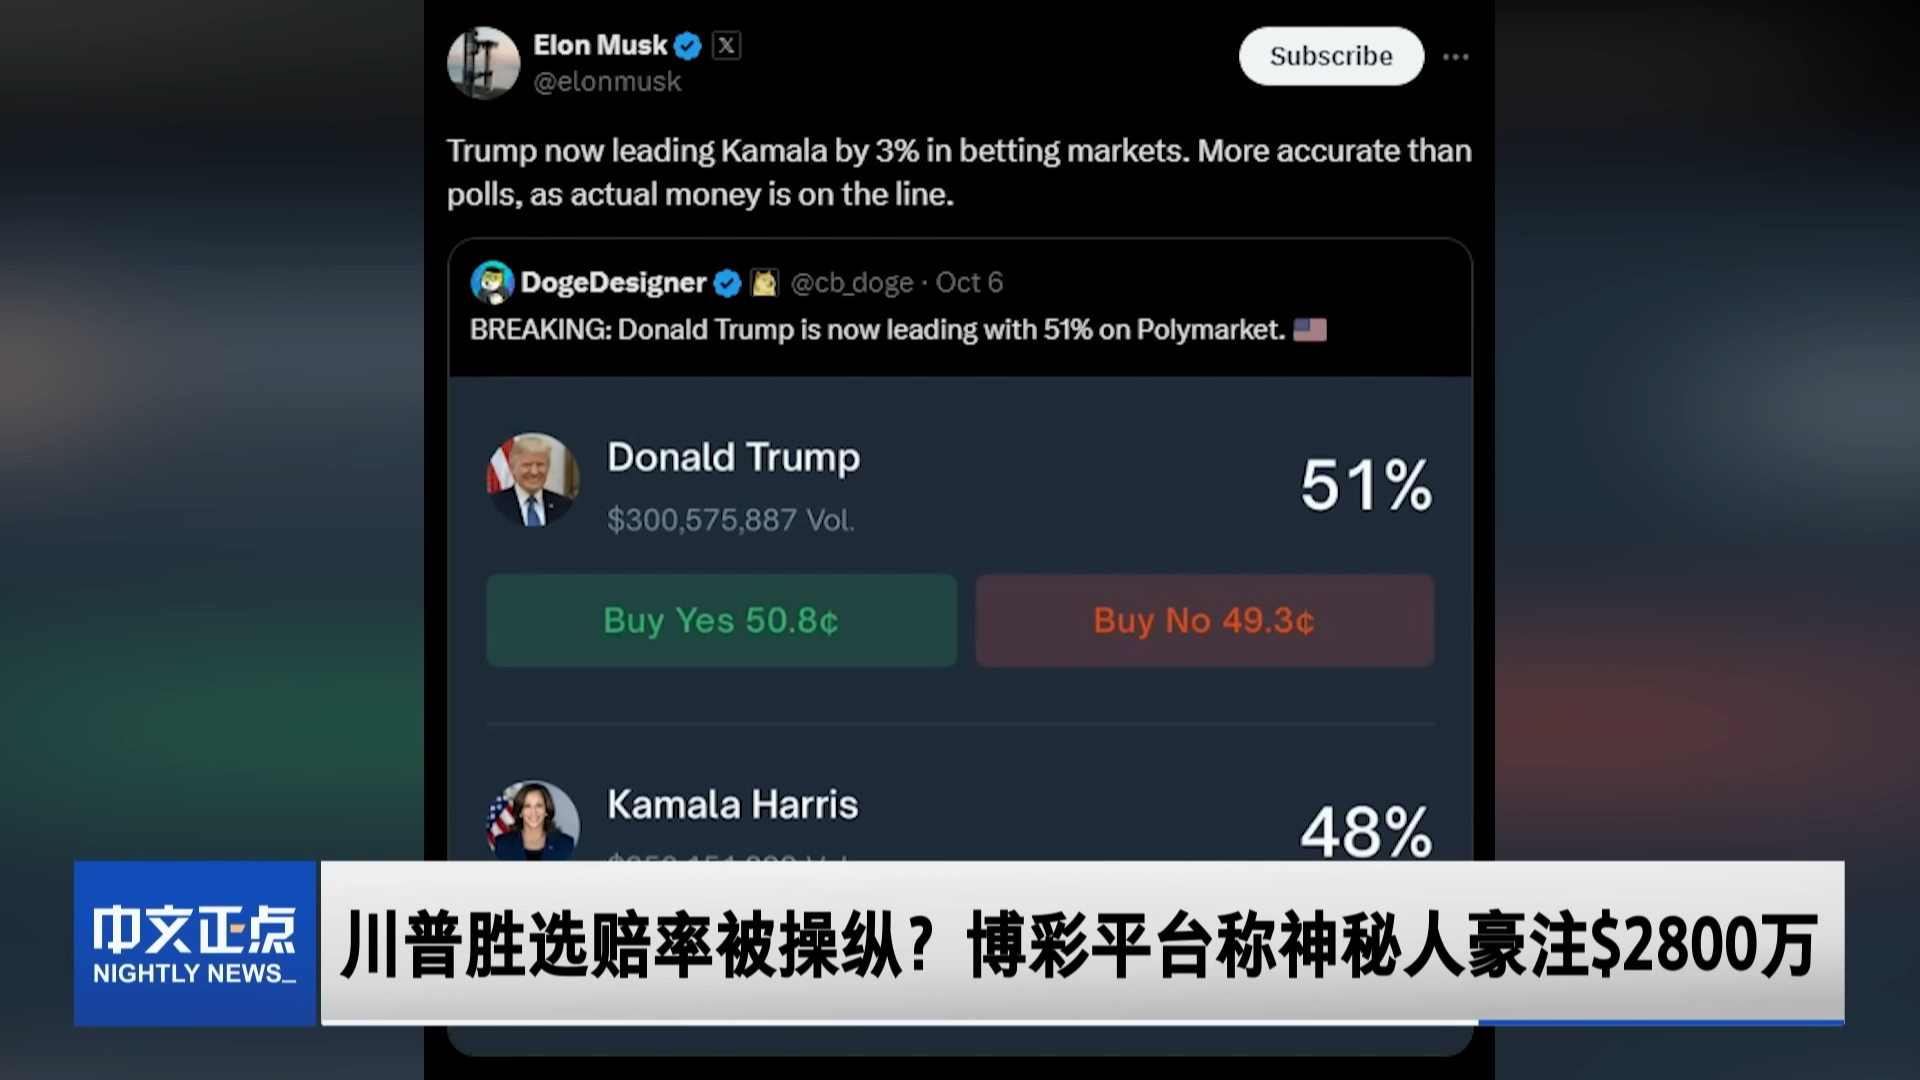 Elon Musk X
@elonmusk
Subscribe
Trump now leading Kamala by 3% in betting markets. More accurate than
polls, as actual money is on the line.
DogeDesigner @cb_doge · Oct 6
BREAKING: Donald Trump is now leading with 51% on Polymarket.
Donald Trump
51%
$300,575,887 Vol.
Buy Yes 50.8¢
Buy No 49.3¢
Kamala Harris
48%
中文正点
NIGHTLY NEWS_
川普胜选赔率被操纵？博彩平台称神秘人豪注$2800万